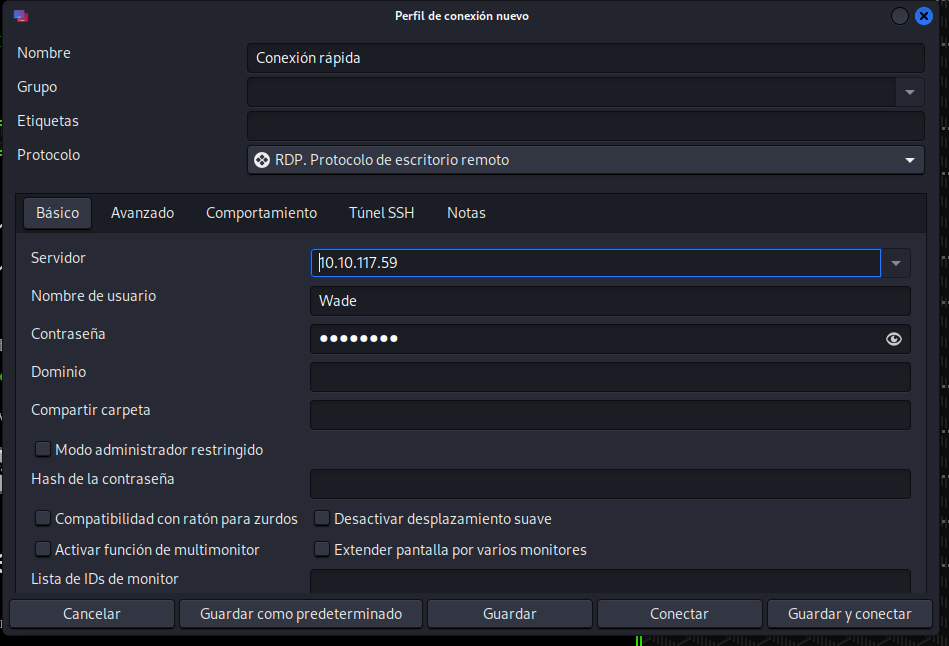 Perfil de conexión nuevo
Nombre
Conexión rápida
Grupo
Etiquetas
Protocolo
RDP. Protocolo de escritorio remoto
Básico Avanzado Comportamiento Túnel SSH Notas
Servidor
10.10.117.59
Nombre de usuario
Wade
Contraseña
●●●●●●●●
Dominio
Compartir carpeta
Modo administrador restringido
Hash de la contraseña
Compatibilidad con ratón para zurdos Desactivar desplazamiento suave
Activar función de multimonitor Extender pantalla por varios monitores
Lista de IDs de monitor
Cancelar Guardar como predeterminado Guardar Conectar Guardar y conectar